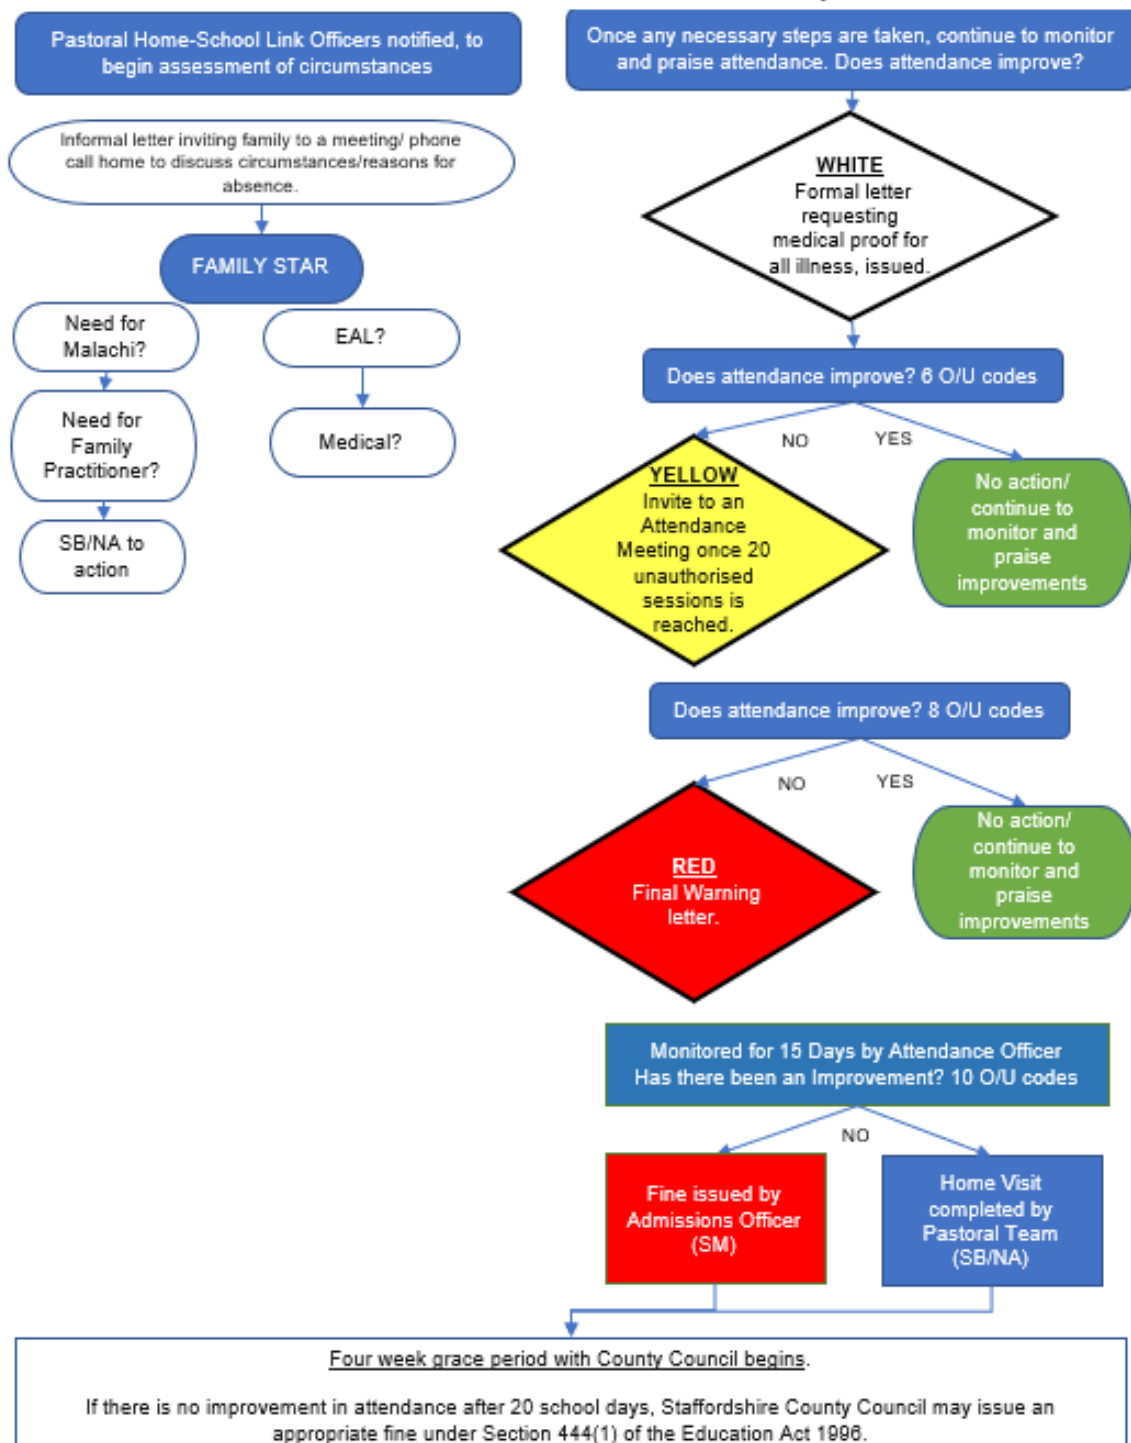 Pastoral Home-School Link Officers notified, to
begin assessment of circumstances
Informal letter inviting family to a meeting/ phone
call home to discuss circumstances/reasons for
absence.
FAMILY STAR
Need for
Malachi?
Need for
Family
Practitioner?
SB/NA to
action
EAL?
Medical?
Once any necessary steps are taken, continue to monitor
and praise attendance. Does attendance improve?
WHITE
Formal letter
requesting
medical proof for
all illness, issued.
Does attendance improve? 6 O/U codes
NO
YES
YELLOW
Invite to an
Attendance
Meeting once 20
unauthorised
sessions is
reached.
No action/
continue to
monitor and
praise
improvements
Does attendance improve? 8 O/U codes
NO
YES
RED
Final Warning
letter.
No action/
continue to
monitor and
praise
improvements
Monitored for 15 Days by Attendance Officer
Has there been an Improvement? 10 O/U codes
NO
Fine issued by
Admissions Officer
(SM)
Home Visit
completed by
Pastoral Team
(SB/NA)
Four week grace period with County Council begins.
If there is no improvement in attendance after 20 school days, Staffordshire County Council may issue an
appropriate fine under Section 444(1) of the Education Act 1996.